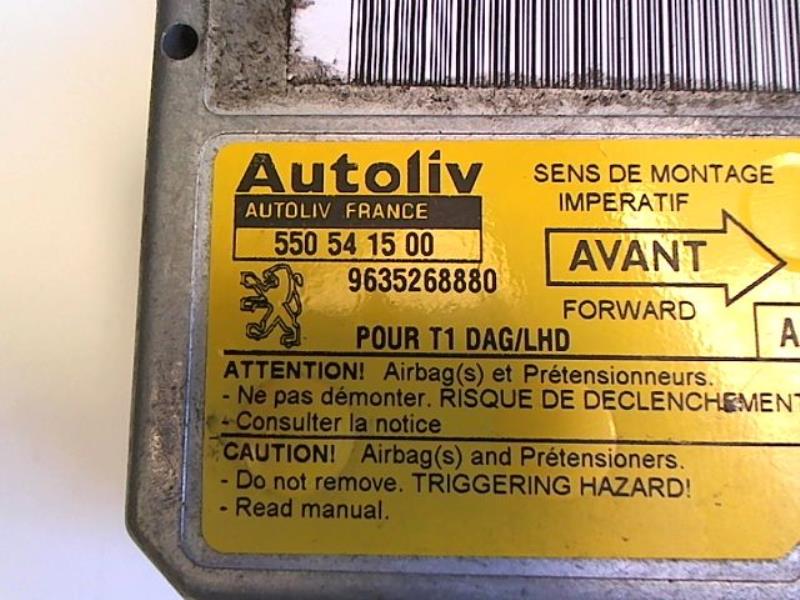 Autoliv
AUTOLIV FRANCE
550 54 15 00
9635268880
POUR T1 DAG/LHD
SENS DE MONTAGE
IMPERATIF
AVANT
FORWARD
A
ATTENTION! Airbag(s) et Prétensionneurs.
- Ne pas démonter. RISQUE DE DECLENCHEMENT
- Consulter la notice
CAUTION! Airbag(s) and Prétensioners.
- Do not remove. TRIGGERING HAZARD!
- Read manual.